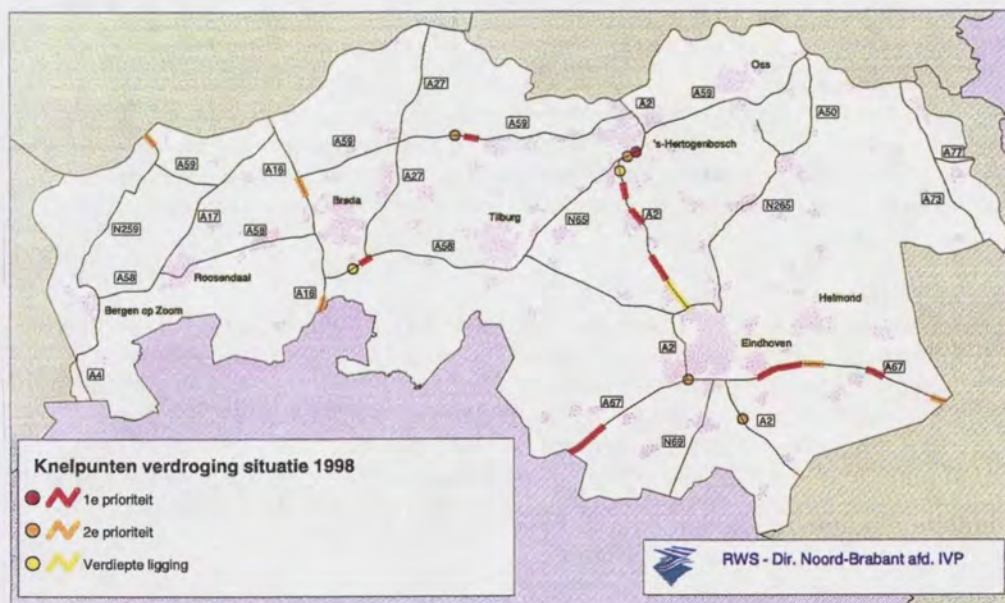 A27
Oss
A2
A59
A50
A59
A59
's-Hertogenbosch
A77
A59
A16
A27
Breda
A17
Tilburg
N65
A2
N265
A73
N259
A58
A58
A58
Roosendaal
A16
Bergen op Zoom
Helmond
A2
Eindhoven
A4
A67
A67
A2
N69
Knelpunten verdroging situatie 1998
1e prioriteit
2e prioriteit
Verdiepte ligging
RWS - Dir. Noord-Brabant afd. IVP